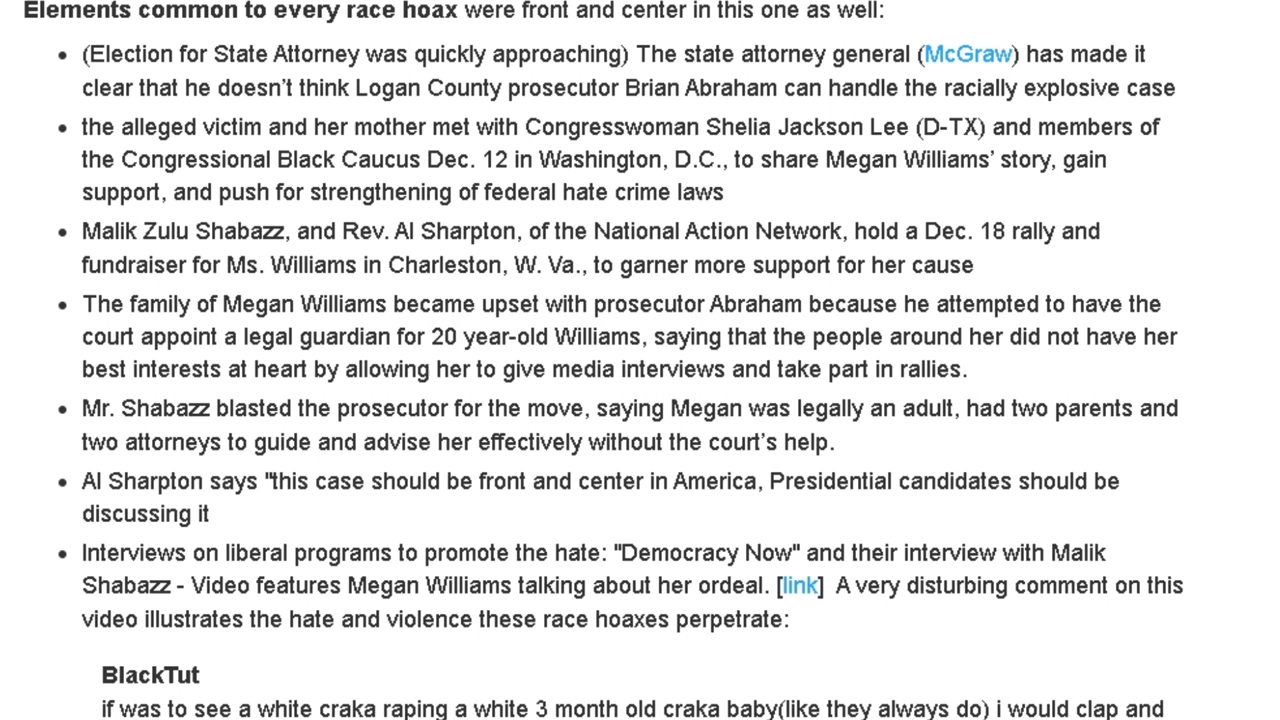 Elements common to every race hoax were front and center in this one as well:
• (Election for State Attorney was quickly approaching) The state attorney general (McGraw) has made it
clear that he doesn't think Logan County prosecutor Brian Abraham can handle the racially explosive case
• the alleged victim and her mother met with Congresswoman Shelia Jackson Lee (D-TX) and members of
the Congressional Black Caucus Dec. 12 in Washington, D.C., to share Megan Williams' story, gain
support, and push for strengthening of federal hate crime laws
• Malik Zulu Shabazz, and Rev. Al Sharpton, of the National Action Network, hold a Dec. 18 rally and
fundraiser for Ms. Williams in Charleston, W. Va., to garner more support for her cause
• The family of Megan Williams became upset with prosecutor Abraham because he attempted to have the
court appoint a legal guardian for 20 year-old Williams, saying that the people around her did not have her
best interests at heart by allowing her to give media interviews and take part in rallies.
• Mr. Shabazz blasted the prosecutor for the move, saying Megan was legally an adult, had two parents and
two attorneys to guide and advise her effectively without the court's help.
• Al Sharpton says "this case should be front and center in America, Presidential candidates should be
discussing it
• Interviews on liberal programs to promote the hate: "Democracy Now" and their interview with Malik
Shabazz - Video features Megan Williams talking about her ordeal. [link] A very disturbing comment on this
video illustrates the hate and violence these race hoaxes perpetrate:
BlackTut
if was to see a white craka raping a white 3 month old craka baby(like they always do) i would clap and